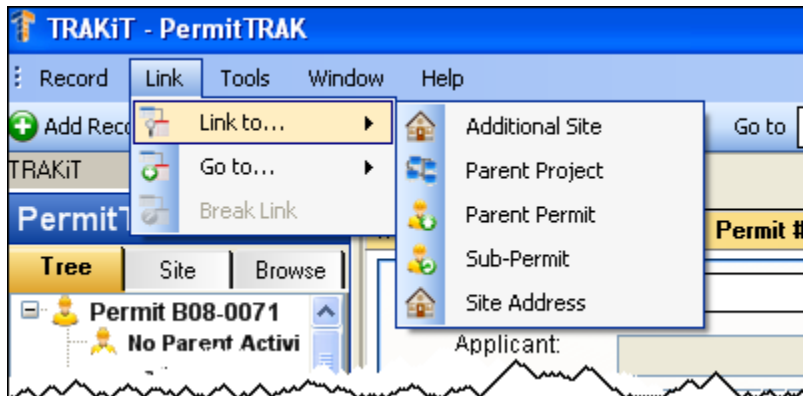 TRAKiT - PermitTRAK
Record Link Tools Window Help
Add Link to... Additional Site Go to
TRAKiT Go to... Parent Project
Break Link Parent Permit Permit #
Tree Site Browse Sub-Permit
Permit B08-0071 Site Address
No Parent Activi Applicant: